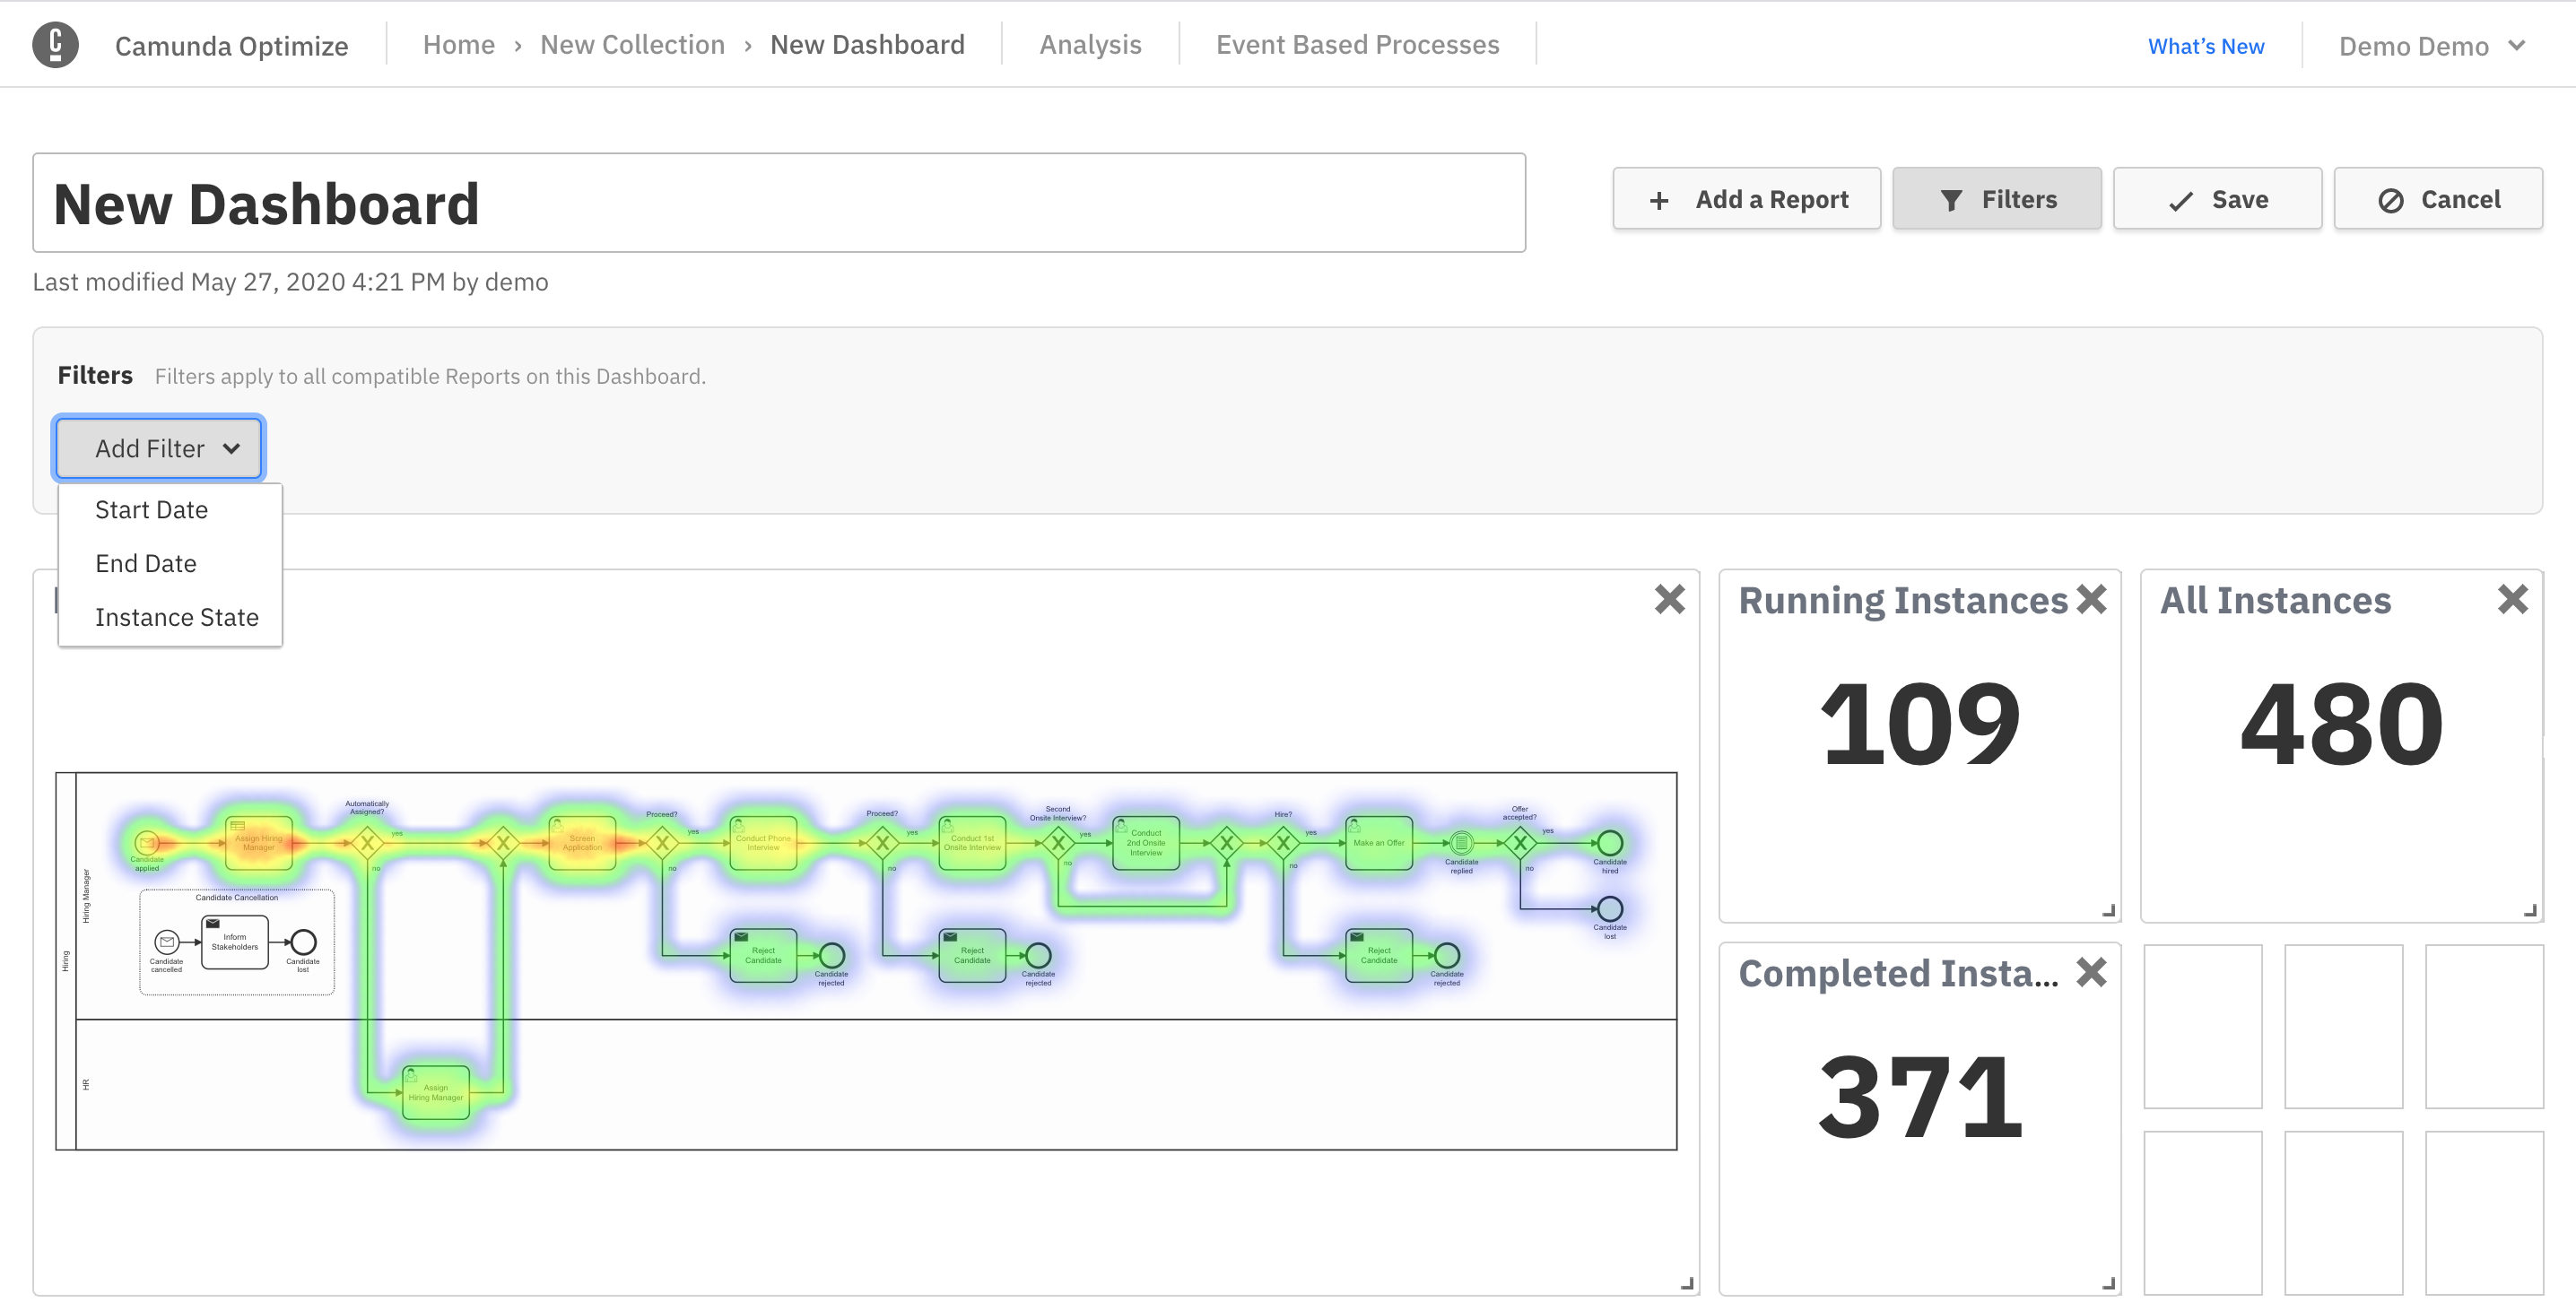 Camunda Optimize
Home › New Collection › New Dashboard
Analysis
Event Based Processes
What's New
Demo Demo
New Dashboard
+ Add a Report
Filters
Save
Cancel
Last modified May 27, 2020 4:21 PM by demo
Filters Filters apply to all compatible Reports on this Dashboard.
Add Filter
Start Date
End Date
Instance State
Running Instances
109
All Instances
480
Completed Insta...
371
Hiring
Hiring Manager
HR
Candidate
applied
Assign Hiring
Manager
Automatically
Assigned?
yes
no
Screen
Application
Proceed?
yes
no
Conduct Phone
Interview
Proceed?
yes
no
Conduct 1st
Onsite Interview
Second
Onsite Interview?
yes
no
Conduct
2nd Onsite
Interview
Hire?
yes
no
Make an Offer
Candidate
replied
Offer
accepted?
yes
no
Candidate
hired
Candidate
lost
Candidate Cancellation
Candidate
cancelled
Inform
Stakeholders
Candidate
lost
Reject
Candidate
Candidate
rejected
Reject
Candidate
Candidate
rejected
Reject
Candidate
Candidate
rejected
Assign
Hiring Manager